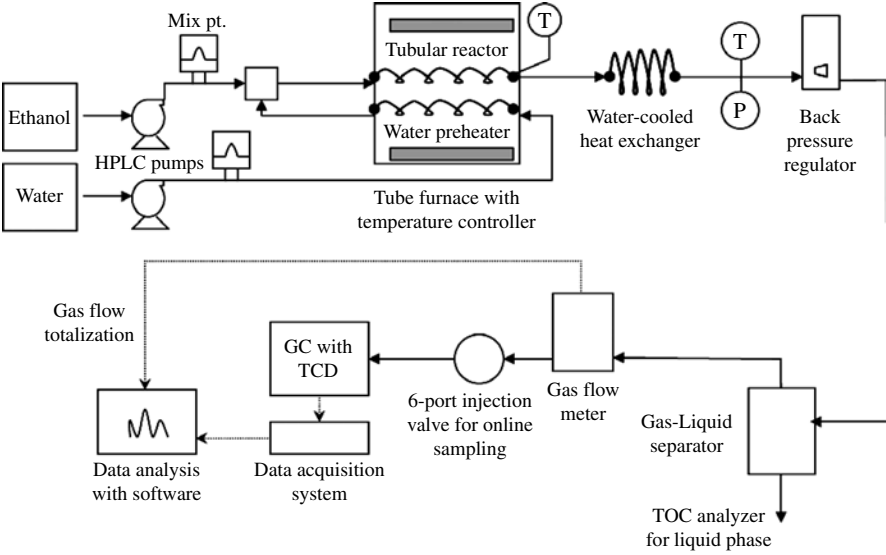 Mix pt.
T
Tubular reactor
T
Ethanol
Water preheater
Water-cooled
heat exchanger
P
Back
pressure
regulator
HPLC pumps
Water
Tube furnace with
temperature controller
Gas flow
totalization
GC with
TCD
6-port injection
valve for online
sampling
Gas flow
meter
Gas-Liquid
separator
Data analysis
with software
Data acquisition
system
TOC analyzer
for liquid phase